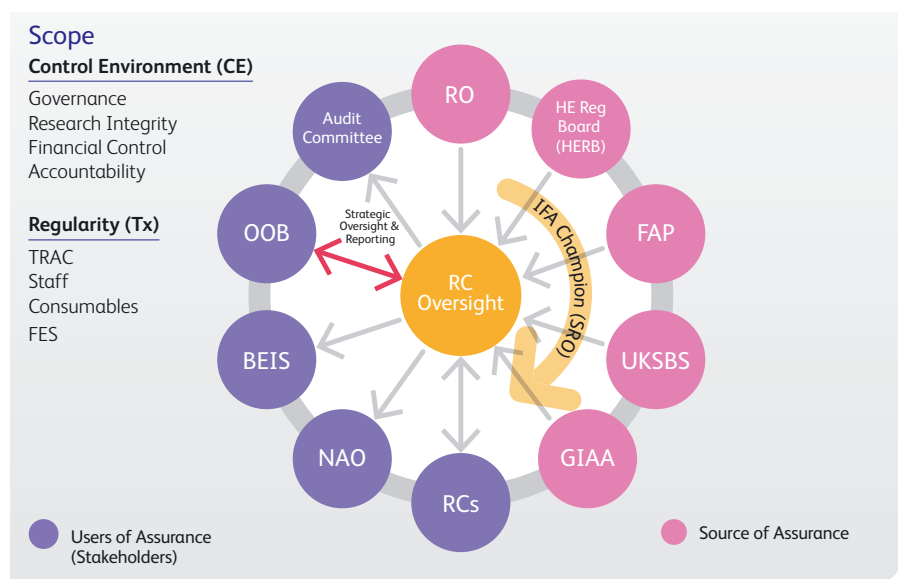 Scope
Control Environment (CE)
Governance
Research Integrity
Financial Control
Accountability
Regularity (Tx)
TRAC
Staff
Consumables
FES
RO
HE Reg
Board
(HERB)
FAP
UKSBS
GIAA
RCs
NAO
BEIS
OOB
Audit
Committee
Strategic
Oversight &
Reporting
RC
Oversight
IFA Champion (SRO)
Users of Assurance
(Stakeholders)
Source of Assurance